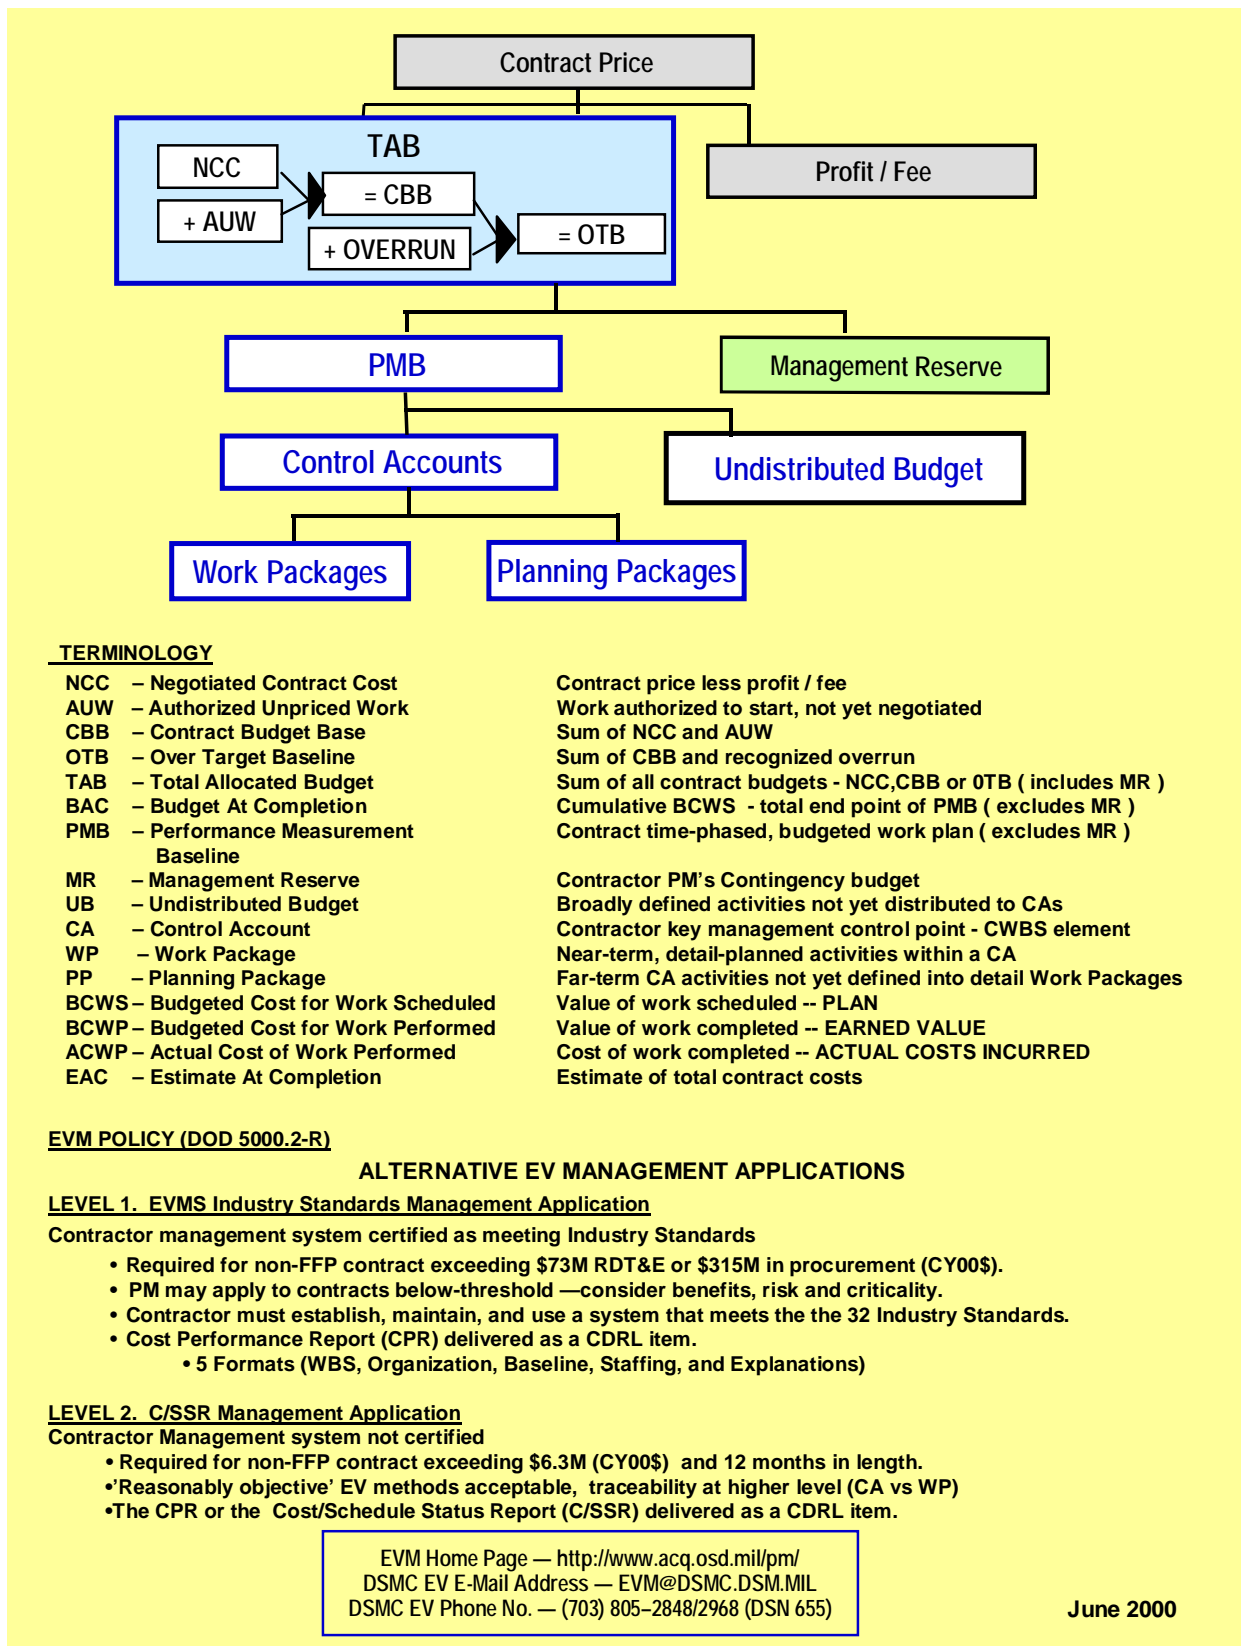 Contract Price
TAB
NCC
+ AUW
= CBB
+ OVERRUN
= OTB
Profit / Fee
PMB
Management Reserve
Control Accounts
Undistributed Budget
Work Packages
Planning Packages
TERMINOLOGY
NCC – Negotiated Contract Cost Contract price less profit / fee
AUW – Authorized Unpriced Work Work authorized to start, not yet negotiated
CBB – Contract Budget Base Sum of NCC and AUW
OTB – Over Target Baseline Sum of CBB and recognized overrun
TAB – Total Allocated Budget Sum of all contract budgets - NCC,CBB or 0TB ( includes MR )
BAC – Budget At Completion Cumulative BCWS - total end point of PMB ( excludes MR )
PMB – Performance Measurement Contract time-phased, budgeted work plan ( excludes MR )
Baseline
MR – Management Reserve Contractor PM’s Contingency budget
UB – Undistributed Budget Broadly defined activities not yet distributed to CAs
CA – Control Account Contractor key management control point - CWBS element
WP – Work Package Near-term, detail-planned activities within a CA
PP – Planning Package Far-term CA activities not yet defined into detail Work Packages
BCWS – Budgeted Cost for Work Scheduled Value of work scheduled -- PLAN
BCWP – Budgeted Cost for Work Performed Value of work completed -- EARNED VALUE
ACWP – Actual Cost of Work Performed Cost of work completed -- ACTUAL COSTS INCURRED
EAC – Estimate At Completion Estimate of total contract costs
EVM POLICY (DOD 5000.2-R)
ALTERNATIVE EV MANAGEMENT APPLICATIONS
LEVEL 1. EVMS Industry Standards Management Application
Contractor management system certified as meeting Industry Standards
• Required for non-FFP contract exceeding $73M RDT&E or $315M in procurement (CY00$).
• PM may apply to contracts below-threshold —consider benefits, risk and criticality.
• Contractor must establish, maintain, and use a system that meets the the 32 Industry Standards.
• Cost Performance Report (CPR) delivered as a CDRL item.
• 5 Formats (WBS, Organization, Baseline, Staffing, and Explanations)
LEVEL 2. C/SSR Management Application
Contractor Management system not certified
• Required for non-FFP contract exceeding $6.3M (CY00$) and 12 months in length.
•’Reasonably objective’ EV methods acceptable, traceability at higher level (CA vs WP)
•The CPR or the Cost/Schedule Status Report (C/SSR) delivered as a CDRL item.
EVM Home Page — http://www.acq.osd.mil/pm/
DSMC EV E-Mail Address — EVM@DSMC.DSM.MIL
DSMC EV Phone No. — (703) 805–2848/2968 (DSN 655)
June 2000